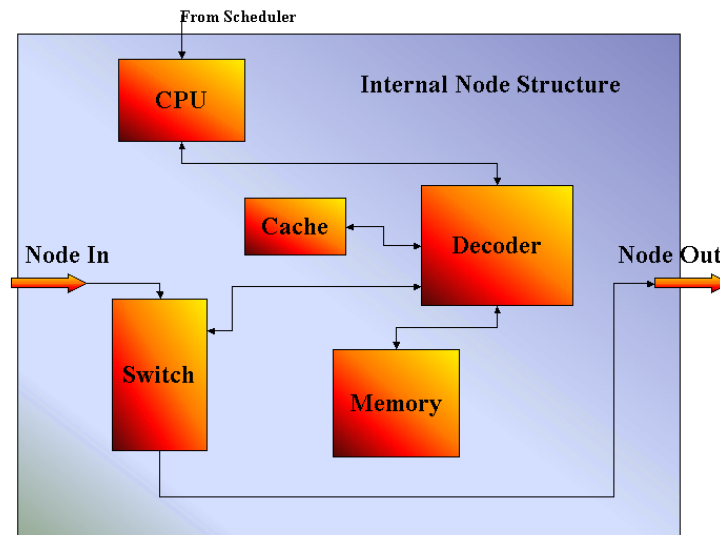 From Scheduler
CPU
Internal Node Structure
Cache
Decoder
Node In
Node Out
Switch
Memory